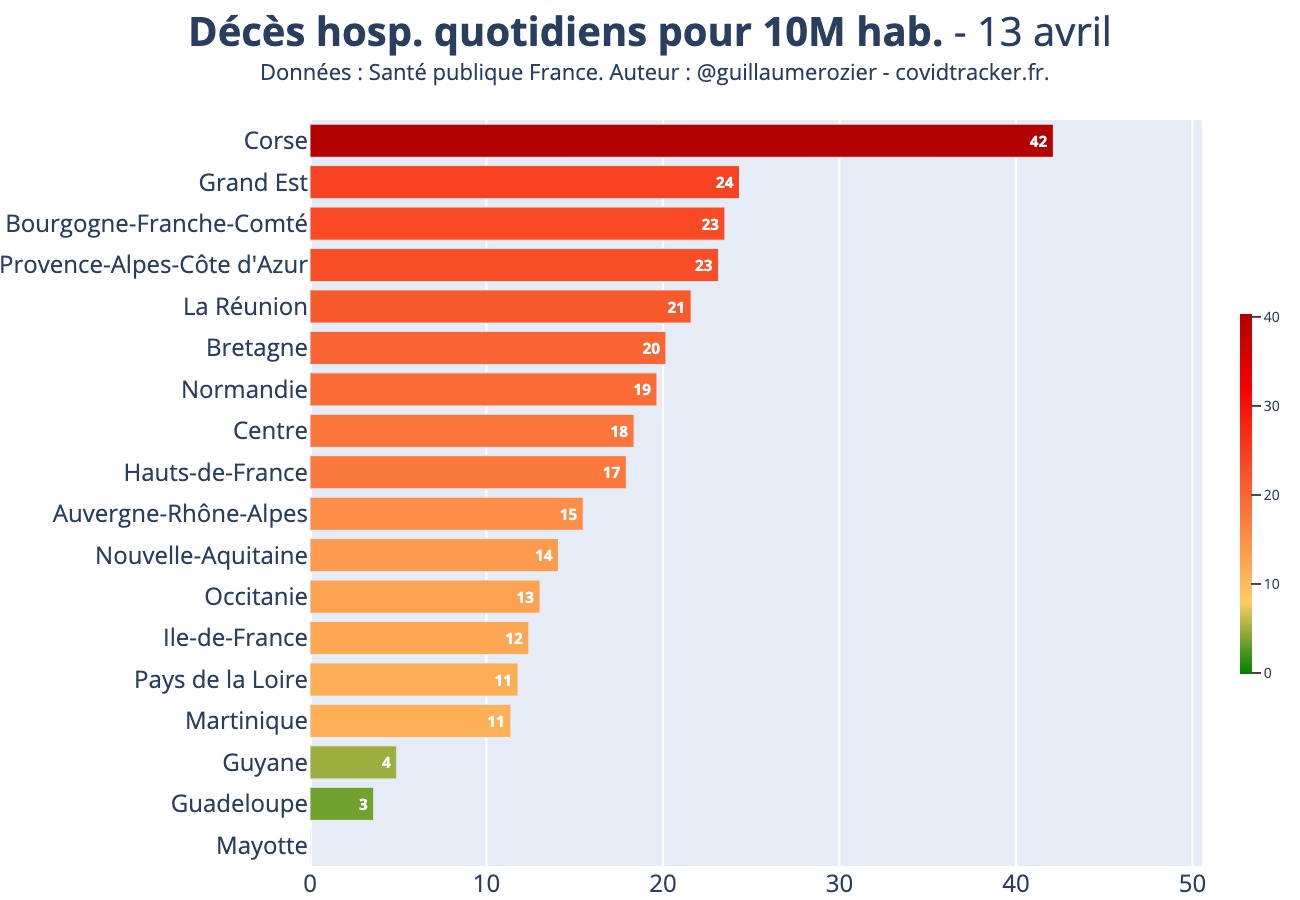 Décès hosp. quotidiens pour 10M hab. - 13 avril
Données : Santé publique France. Auteur : @guillaumerozier - covidtracker.fr.
Corse 42
Grand Est 24
Bourgogne-Franche-Comté 23
Provence-Alpes-Côte d'Azur 23
La Réunion 21
Bretagne 20
Normandie 19
Centre 18
Hauts-de-France 17
Auvergne-Rhône-Alpes 15
Nouvelle-Aquitaine 14
Occitanie 13
Ile-de-France 12
Pays de la Loire 11
Martinique 11
Guyane 4
Guadeloupe 3
Mayotte
0 10 20 30 40 50
40
30
20
10
0